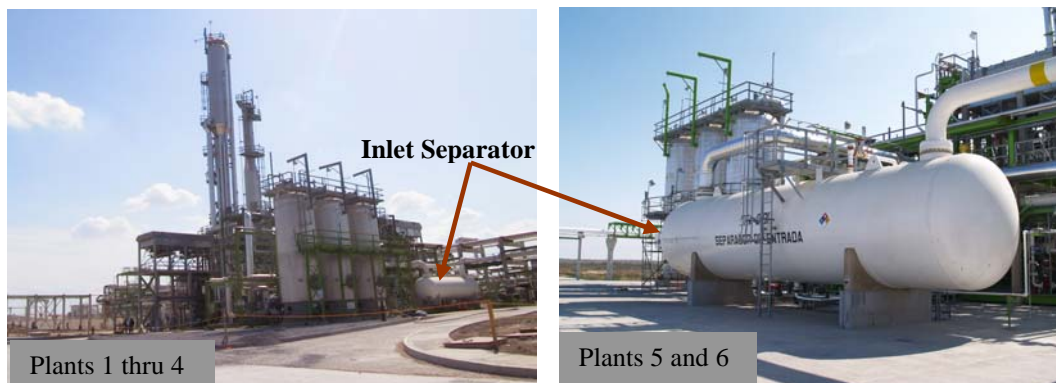 Inlet Separator
SEPARADOR DE ENTRADA
Plants 1 thru 4
Plants 5 and 6